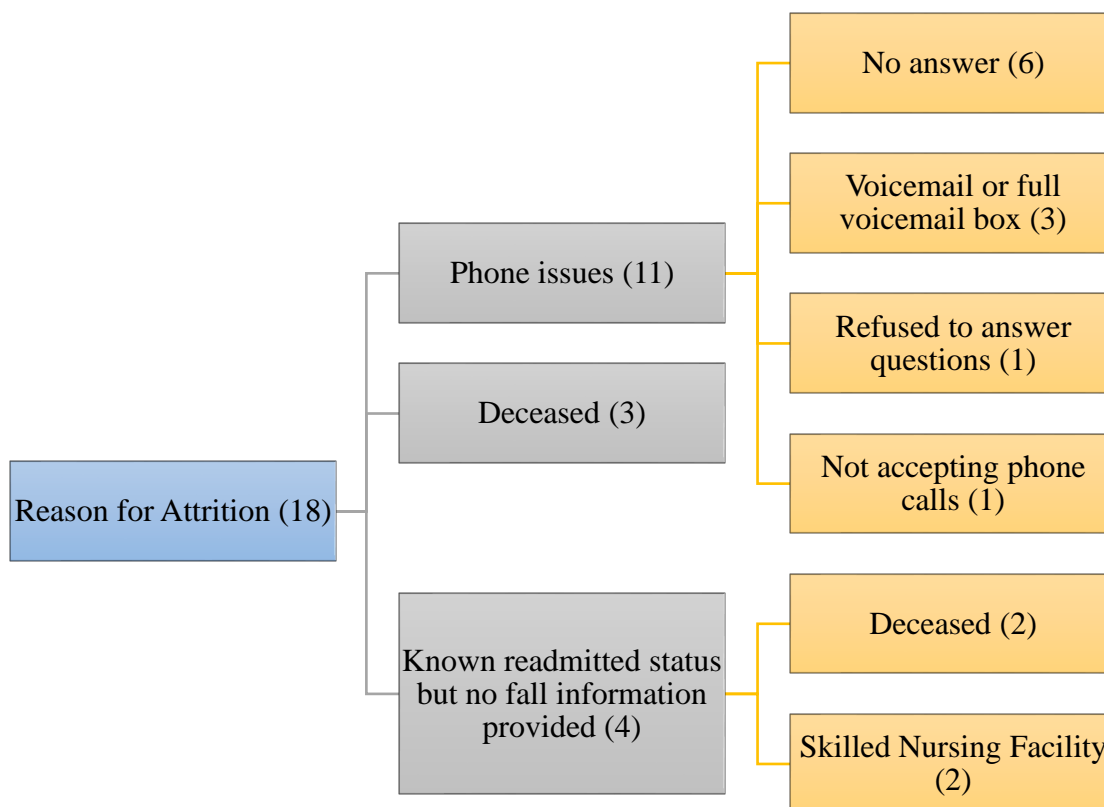 Reason for Attrition (18)
Phone issues (11)
Deceased (3)
Known readmitted status
but no fall information
provided (4)
No answer (6)
Voicemail or full
voicemail box (3)
Refused to answer
questions (1)
Not accepting phone
calls (1)
Deceased (2)
Skilled Nursing Facility
(2)